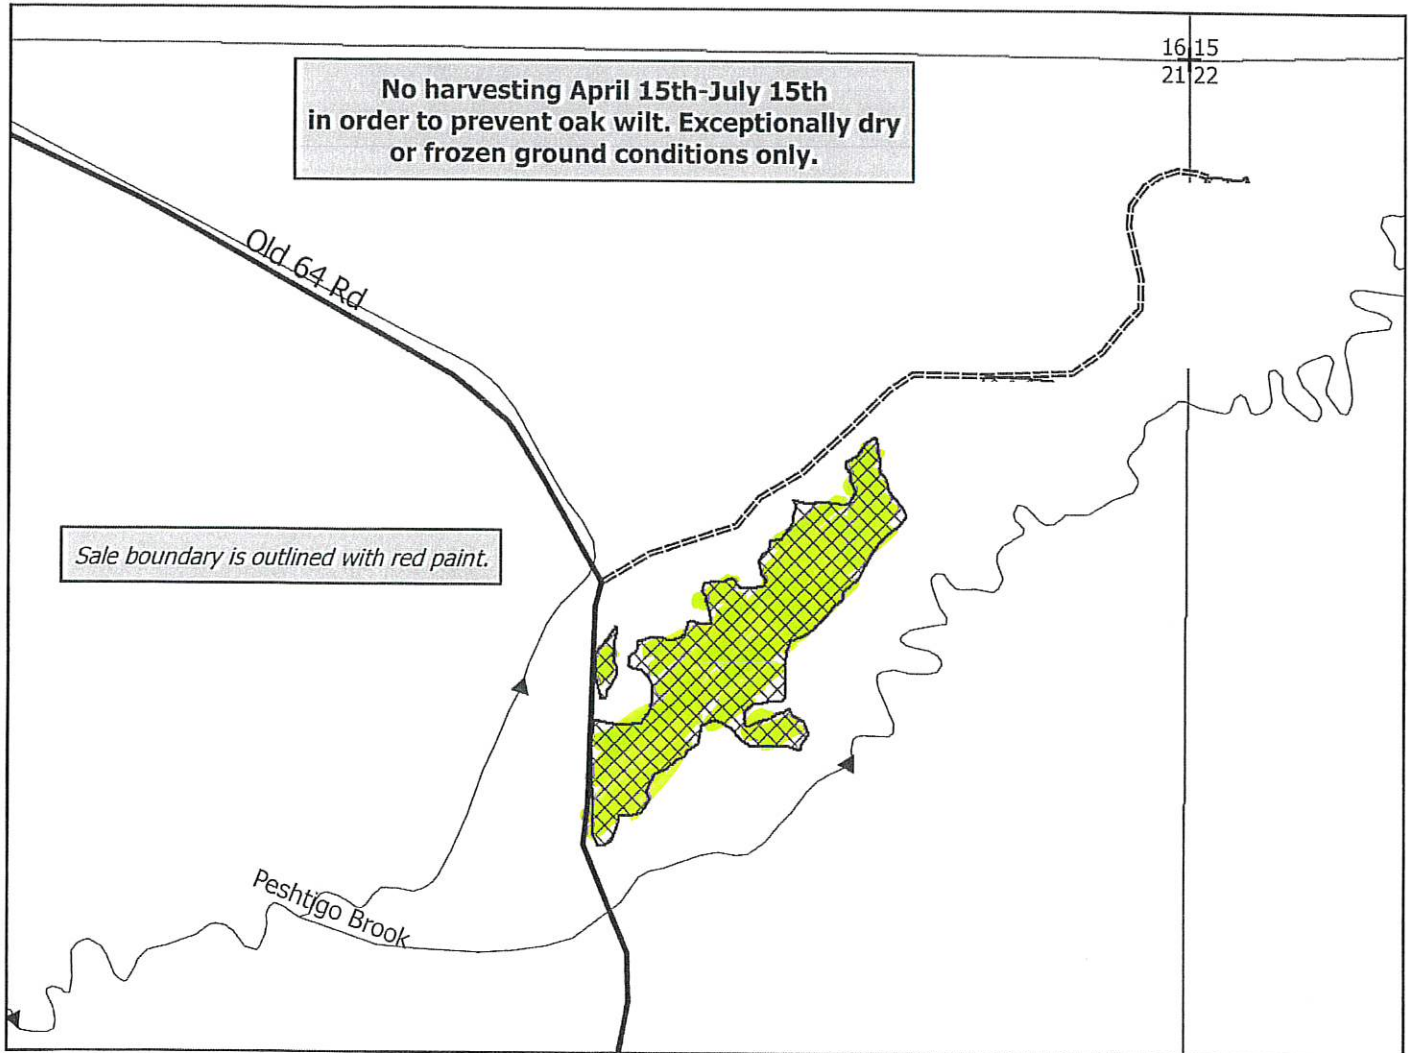 16 15
21 22
No harvesting April 15th-July 15th
in order to prevent oak wilt. Exceptionally dry
or frozen ground conditions only.
Old 64 Rd
Sale boundary is outlined with red paint.
Peshtigo Brook